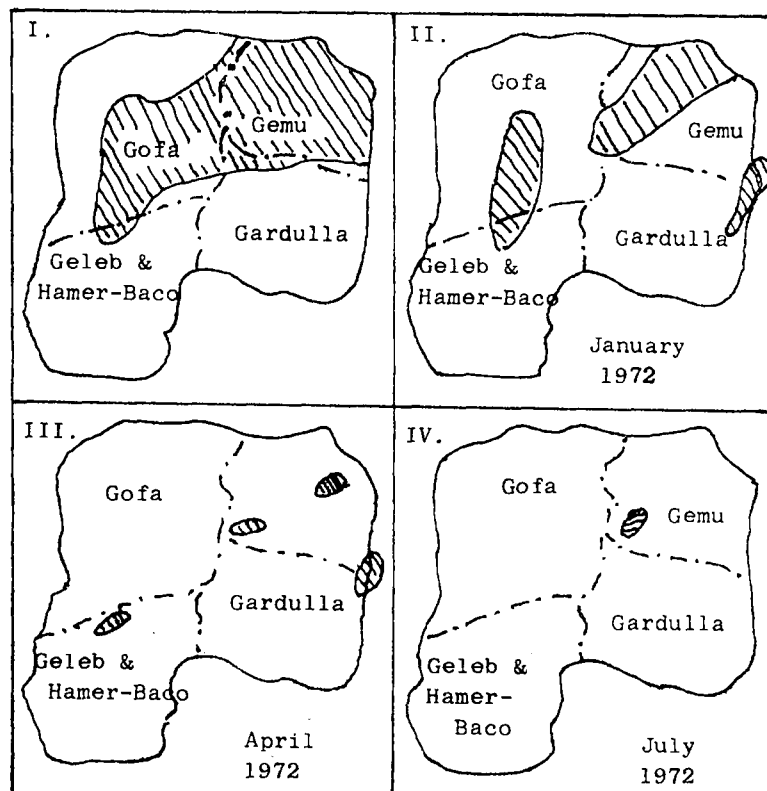 I.
Gofa
Gemu
Gardulla
Geleb &
Hamer-Baco
II.
Gofa
Gemu
Gardulla
Geleb &
Hamer-Baco
January
1972
III.
Gofa
Gardulla
Geleb &
Hamer-Baco
April
1972
IV.
Gofa
Gemu
Gardulla
Geleb &
Hamer-
Baco
July
1972